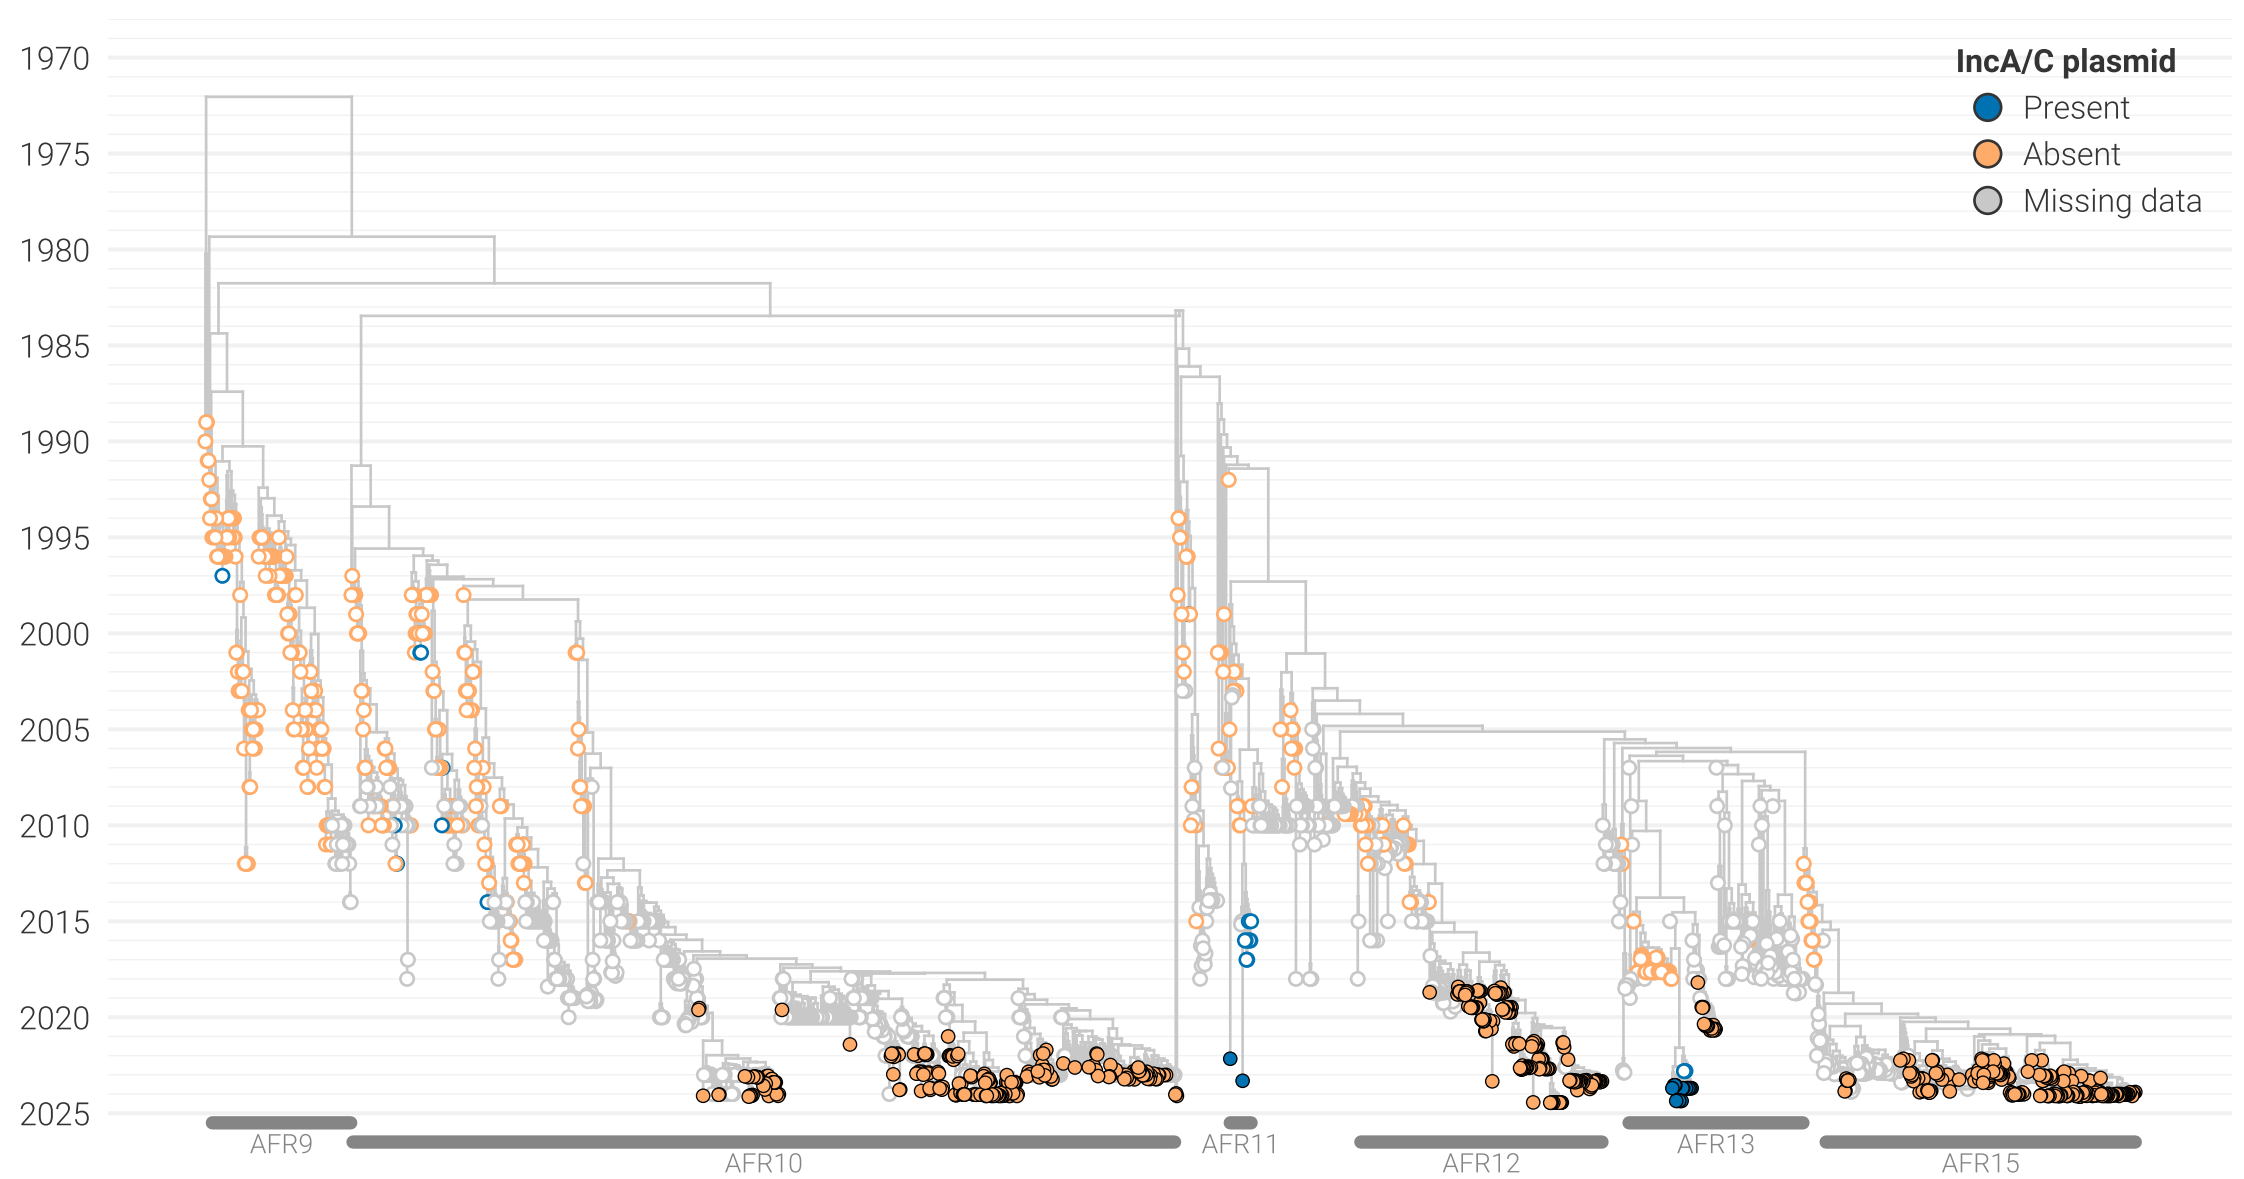 1970
1975
1980
1985
1990
1995
2000
2005
2010
2015
2020
2025
IncA/C plasmid
Present
Absent
Missing data
AFR9
AFR10
AFR11
AFR12
AFR13
AFR15